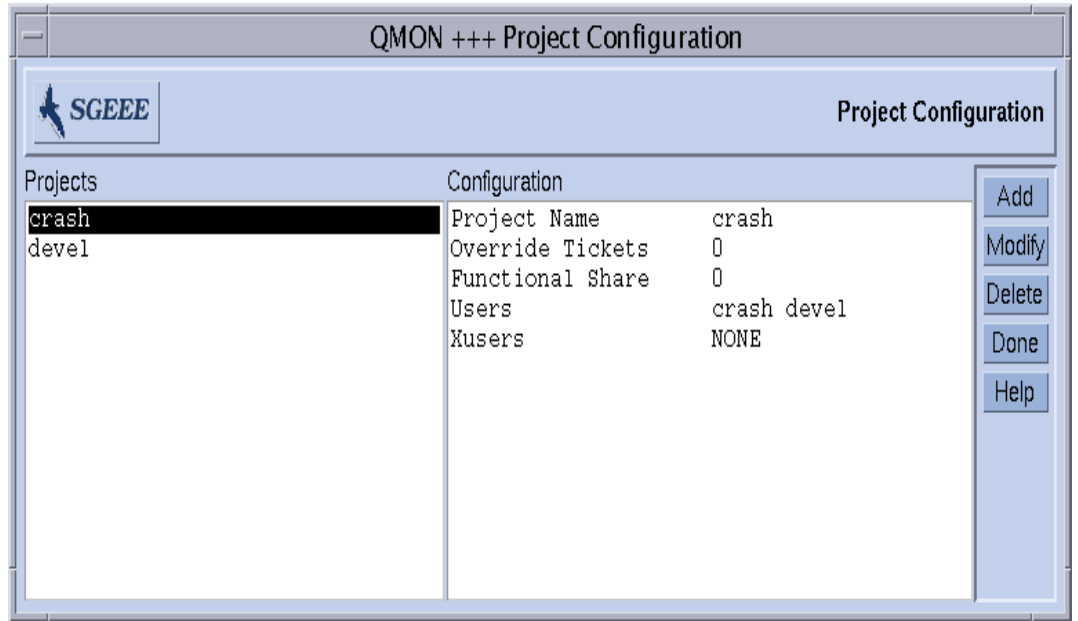 QMON +++ Project Configuration
SGEEE
Project Configuration
Projects
crash
devel
Configuration
Project Name crash
Override Tickets 0
Functional Share 0
Users crash devel
Xusers NONE
Add
Modify
Delete
Done
Help